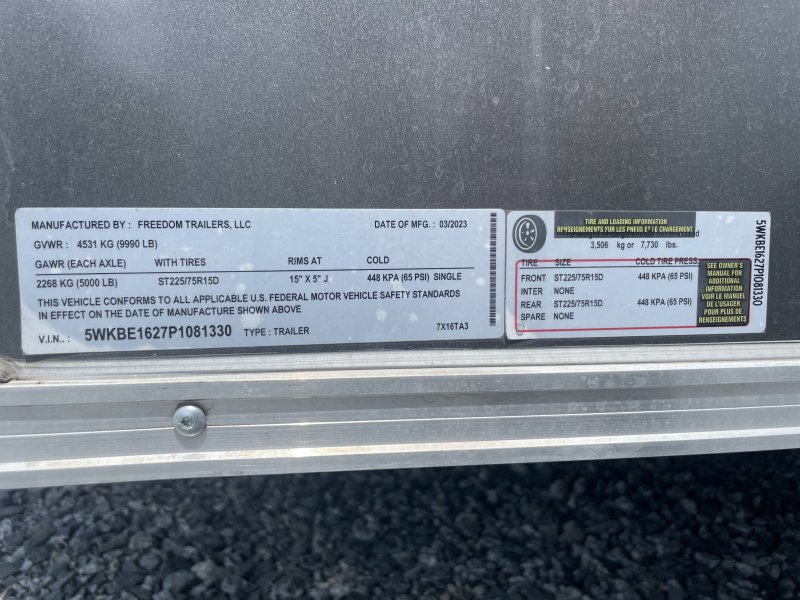 MANUFACTURED BY : FREEDOM TRAILERS, LLC DATE OF MFG. : 03/2023
GVWR : 4531 KG (9990 LB)
GAWR (EACH AXLE) WITH TIRES RIMS AT COLD
2268 KG (5000 LB) ST225/75R15D 15" X 5" J 448 KPA (65 PSI) SINGLE
THIS VEHICLE CONFORMS TO ALL APPLICABLE U.S. FEDERAL MOTOR VEHICLE SAFETY STANDARDS
IN EFFECT ON THE DATE OF MANUFACTURE SHOWN ABOVE
V.I.N.. : 5WKBE1627P1081330 TYPE : TRAILER 7X16TA3
TIRE AND LOADING INFORMATION
RENSEIGNEMENTS SUR LES PNEUS ET LE CHARGEMENT
3,506 kg or 7,730 lbs.
TIRE SIZE COLD TIRE PRESS.
FRONT ST225/75R15D 448 KPA (65 PSI)
INTER NONE
REAR ST225/75R15D 448 KPA (65 PSI)
SPARE NONE
SEE OWNER'S
MANUAL FOR
ADDITIONAL
INFORMATION
VOIR LE MANUEL
DE L'USAGER
POUR PLUS DE
RENSEIGNEMENTS
5WKBE1627P1081330